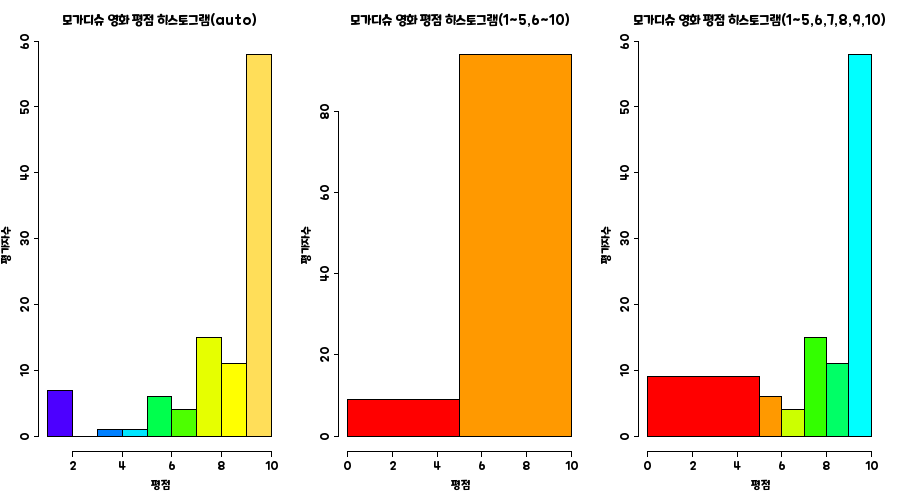 모가디슈 영화 평점 히스토그램(auto)
평가자수
0 10 20 30 40 50 60
2 4 6 8 10
평점
모가디슈 영화 평점 히스토그램(1~5,6~10)
평가자수
0 20 40 60 80
0 2 4 6 8 10
평점
모가디슈 영화 평점 히스토그램(1~5,6,7,8,9,10)
평가자수
0 10 20 30 40 50 60
0 2 4 6 8 10
평점